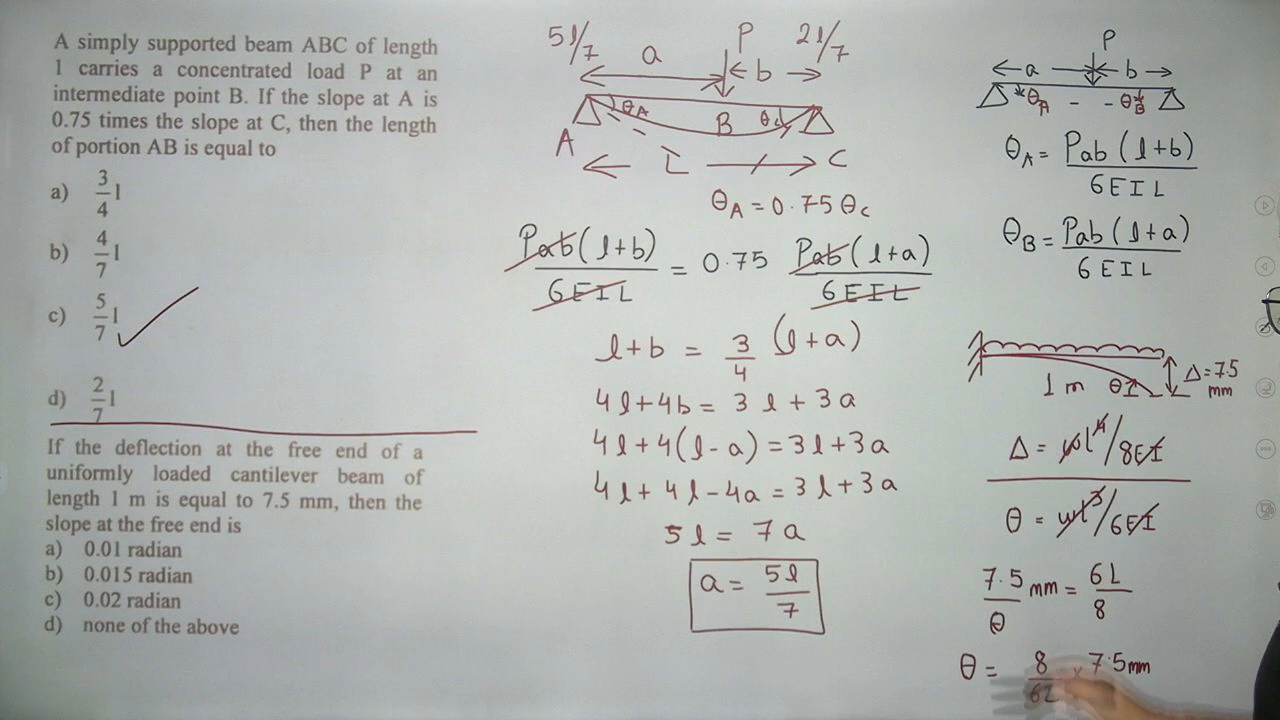 A simply supported beam ABC of length
l carries a concentrated load P at an
intermediate point B. If the slope at A is
0.75 times the slope at C, then the length
of portion AB is equal to
a) 3/4 l
b) 4/7 l
c) 5/7 l
d) 2/7 l
If the deflection at the free end of a
uniformly loaded cantilever beam of
length 1 m is equal to 7.5 mm, then the
slope at the free end is
a) 0.01 radian
b) 0.015 radian
c) 0.02 radian
d) none of the above
5l/7 a P b 2l/7
θA θc
A B C
L
θA = 0.75 θc
Pab(l+b)/6EIL = 0.75 Pab(l+a)/6EIL
l+b = 3/4 (l+a)
4l+4b = 3l+3a
4l+4(l-a) = 3l+3a
4l+4l-4a = 3l+3a
5l = 7a
a = 5l/7
P
a b
θA - - θB
θA = Pab(l+b)/6EIL
θB = Pab(l+a)/6EIL
1m θ Δ=7.5
mm
Δ = wl⁴/8EI
θ = wl³/6EI
7.5/θ mm = 6L/8
θ = 8/6L × 7.5mm